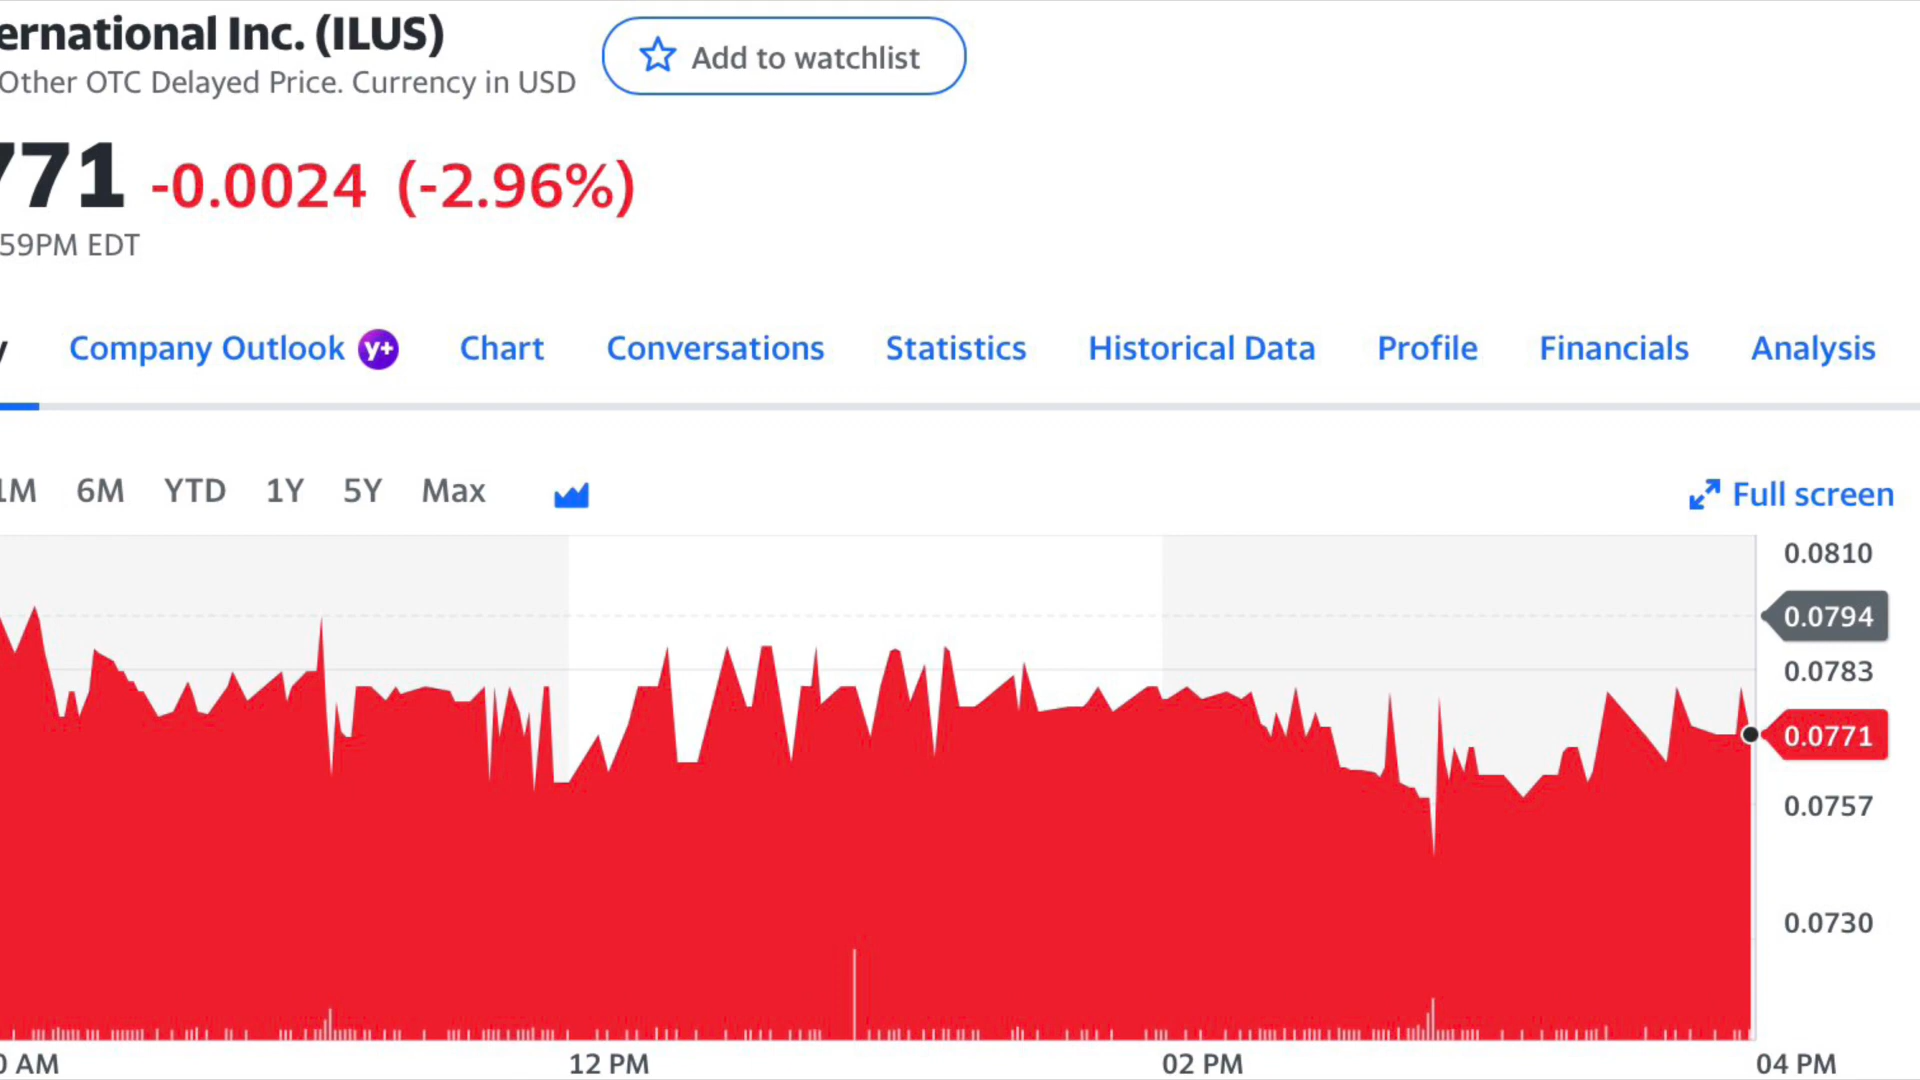 ernational Inc. (ILUS)
Add to watchlist
Other OTC Delayed Price. Currency in USD
771 -0.0024 (-2.96%)
59PM EDT
y Company Outlook y+ Chart Conversations Statistics Historical Data Profile Financials Analysis
1M 6M YTD 1Y 5Y Max
Full screen
0.0810
0.0794
0.0783
0.0771
0.0757
0.0730
0 AM 12 PM 02 PM 04 PM